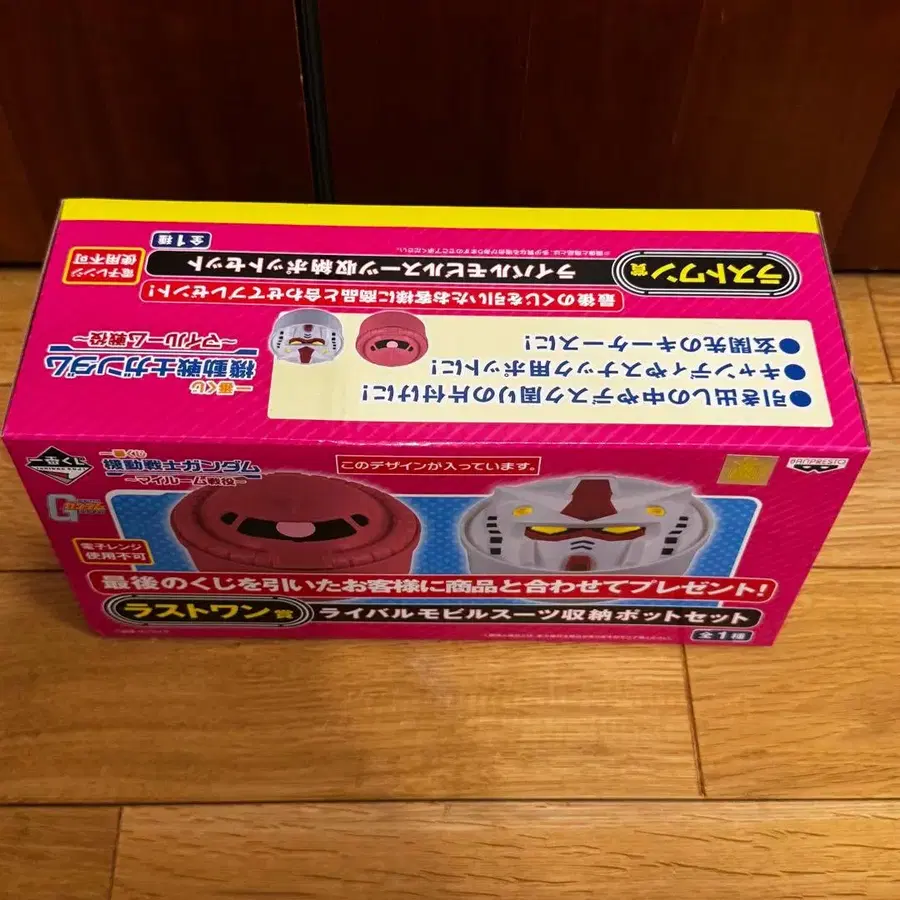 引き出しの中やデスク周りの片付けに!
キャンディやスナック用ポットに!
玄関先のキーケースに!
一番くじ
機動戦士ガンダム
~マイルーム戦役~
最後のくじを引いたお客様に商品と合わせてプレゼント!
ラストワン賞
ライバルモビルスーツ収納ポットセット
電子レンジ
使用不可
全1種
一番くじ
機動戦士ガンダム
~マイルーム戦役~
このデザインが入っています。
BANPRESTO
電子レンジ
使用不可
最後のくじを引いたお客様に商品と合わせてプレゼント!
ラストワン賞
ライバルモビルスーツ収納ポットセット
全1種